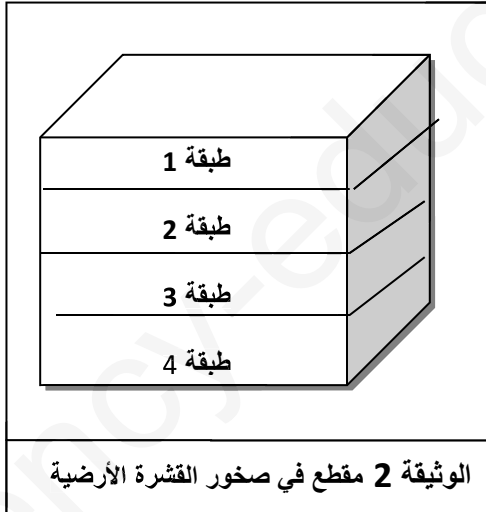 طبقة 1
طبقة 2
طبقة 3
طبقة 4
الوثيقة 2 مقطع في صخور القشرة الأرضية